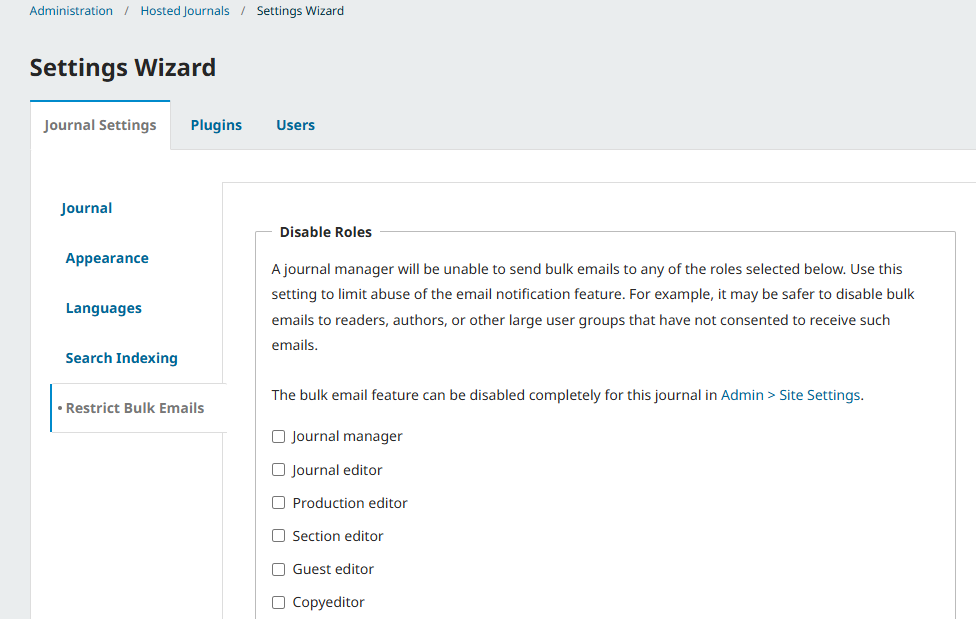 Administration / Hosted Journals / Settings Wizard
Settings Wizard
Journal Settings Plugins Users
Journal
Appearance
Languages
Search Indexing
• Restrict Bulk Emails
Disable Roles
A journal manager will be unable to send bulk emails to any of the roles selected below. Use this
setting to limit abuse of the email notification feature. For example, it may be safer to disable bulk
emails to readers, authors, or other large user groups that have not consented to receive such
emails.
The bulk email feature can be disabled completely for this journal in Admin > Site Settings.
Journal manager
Journal editor
Production editor
Section editor
Guest editor
Copyeditor